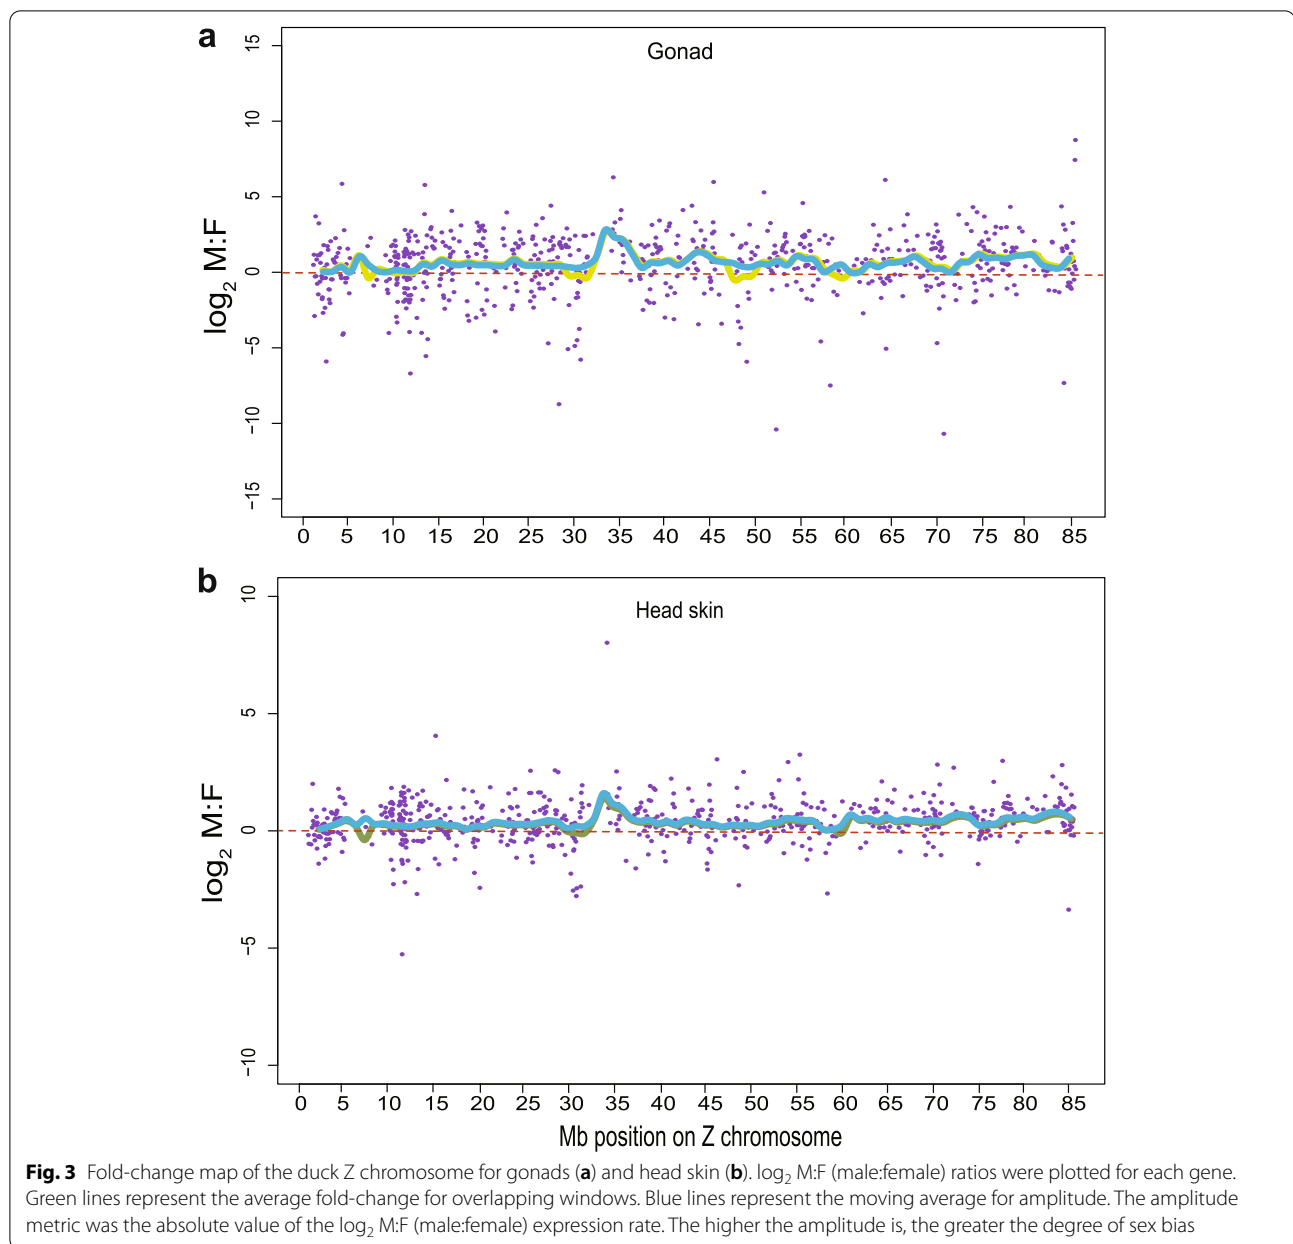 a
Gonad
15
10
5
0
−5
−10
−15
log2 M:F
0 5 10 15 20 25 30 35 40 45 50 55 60 65 70 75 80 85
b
Head skin
10
5
0
−5
−10
log2 M:F
0 5 10 15 20 25 30 35 40 45 50 55 60 65 70 75 80 85
Mb position on Z chromosome
Fig. 3 Fold-change map of the duck Z chromosome for gonads (a) and head skin (b). log2 M:F (male:female) ratios were plotted for each gene.
Green lines represent the average fold-change for overlapping windows. Blue lines represent the moving average for amplitude. The amplitude
metric was the absolute value of the log2 M:F (male:female) expression rate. The higher the amplitude is, the greater the degree of sex bias